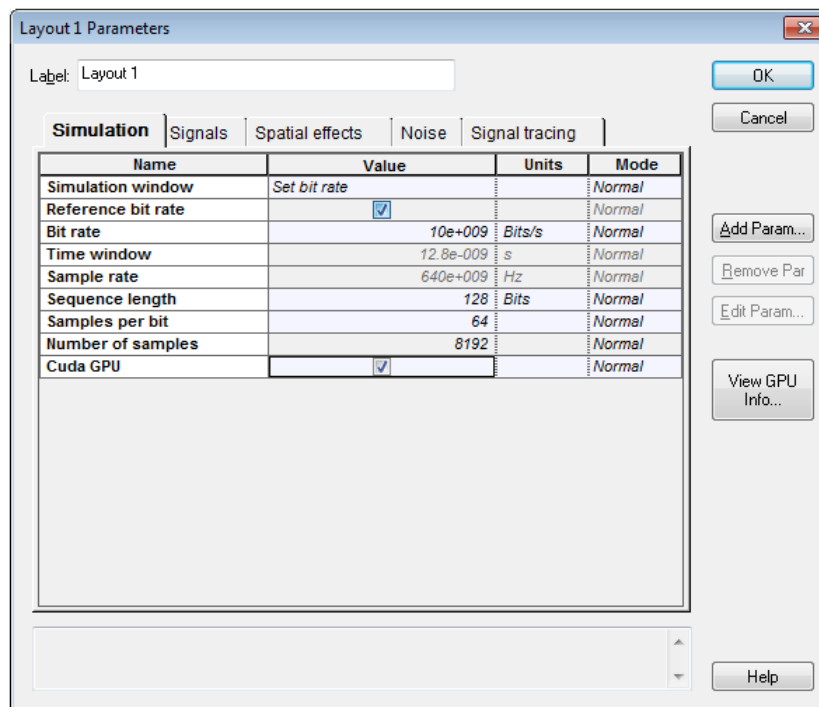 Layout 1 Parameters
Label: Layout 1
OK
Cancel
Simulation Signals Spatial effects Noise Signal tracing
Name Value Units Mode
Simulation window Set bit rate Normal
Reference bit rate Normal
Bit rate 10e+009 Bits/s Normal
Time window 12.8e-009 s Normal
Sample rate 640e+009 Hz Normal
Sequence length 128 Bits Normal
Samples per bit 64 Normal
Number of samples 8192 Normal
Cuda GPU Normal
Add Param...
Remove Par
Edit Param...
View GPU
Info...
Help